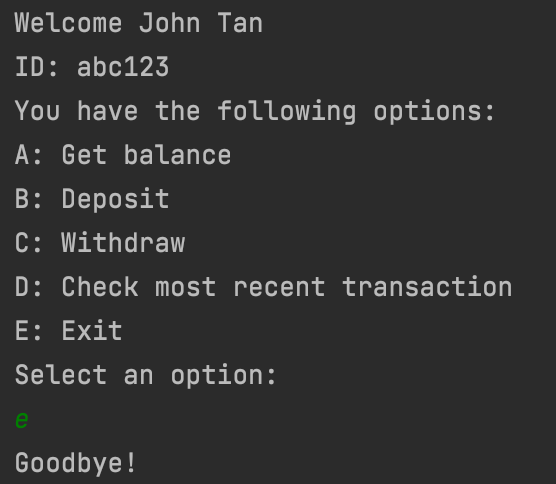 Welcome John Tan
ID: abc123
You have the following options:
A: Get balance
B: Deposit
C: Withdraw
D: Check most recent transaction
E: Exit
Select an option:
e
Goodbye!